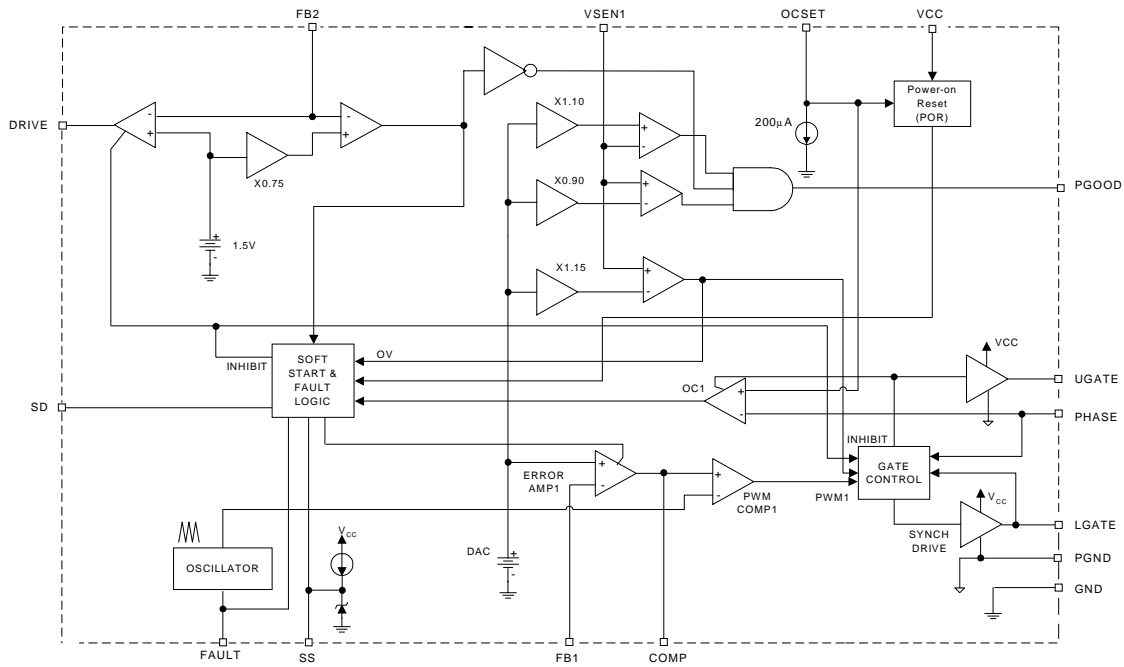 FB2
VSEN1
OCSET
VCC
DRIVE
-
+
-
+
X0.75
+
-
1.5V
X1.10
+
-
X0.90
+
-
X1.15
+
-
200µA
Power-on
Reset
(POR)
PGOOD
INHIBIT
SOFT
START &
FAULT
LOGIC
OV
OC1
+
-
VCC
UGATE
PHASE
SD
INHIBIT
GATE
CONTROL
ERROR
AMP1
+
-
+
-
PWM
COMP1
PWM1
SYNCH
DRIVE
VCC
LGATE
PGND
GND
OSCILLATOR
VCC
DAC
+
-
FAULT
SS
FB1
COMP